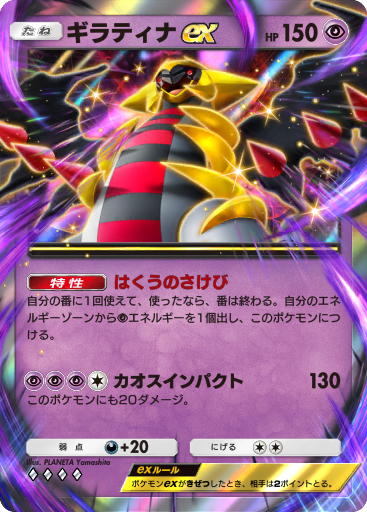 たね ギラティナex HP 150
特性 はくうのさけび
自分の番に1回使えて、使ったなら、番は終わる。自分のエネ
ルギーゾーンからエネルギーを1個出し、このポケモンにつ
ける。
カオスインパクト 130
このポケモンにも20ダメージ。
弱点 +20 にげる
Illus. PLANETA Yamashita
exルール
ポケモンexがきぜつしたとき、相手は2ポイントとる。